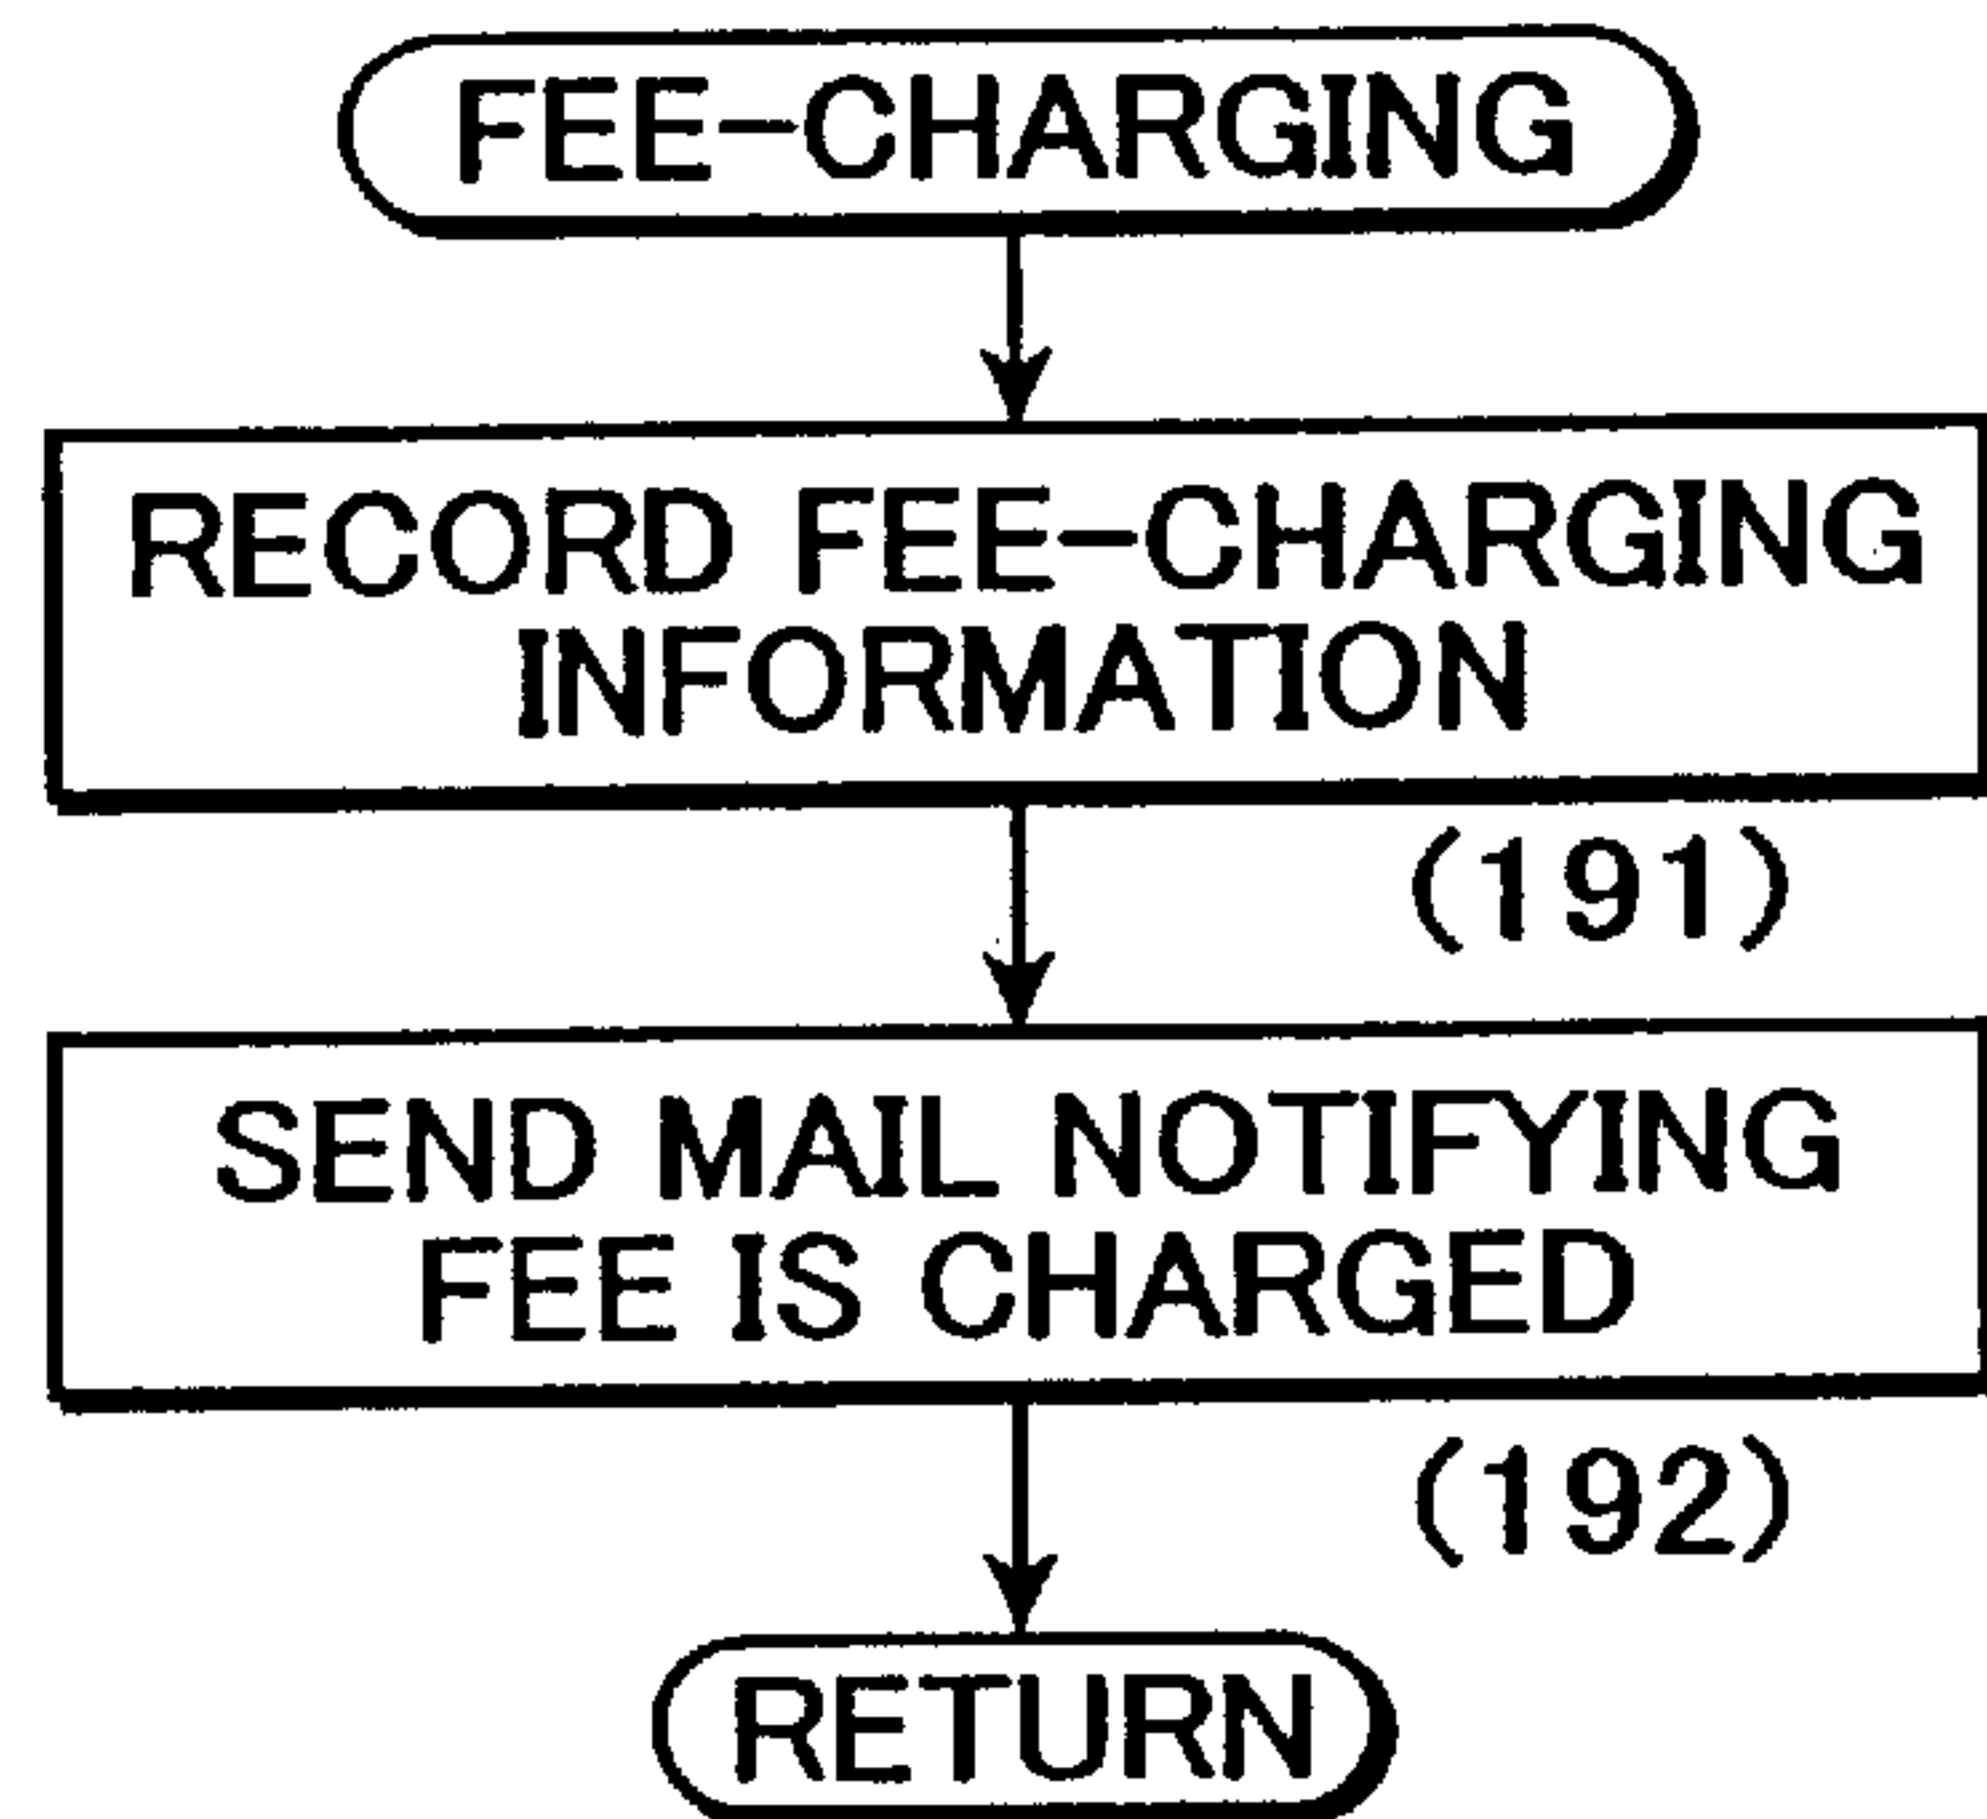 FEE-CHARGING
RECORD FEE-CHARGING
INFORMATION
(191)
SEND MAIL NOTIFYING
FEE IS CHARGED
(192)
RETURN